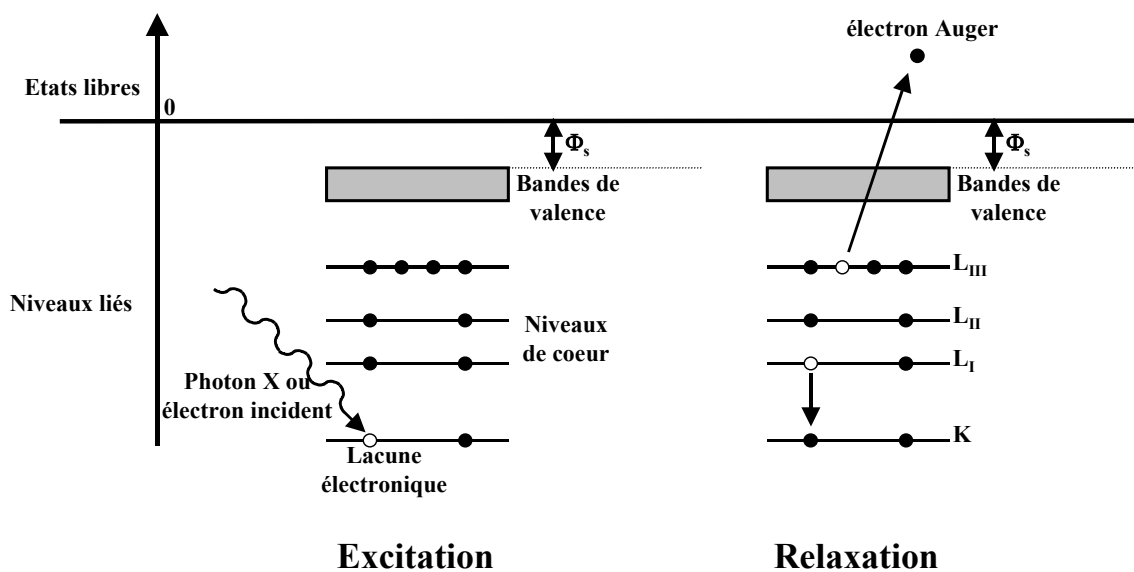 électron Auger
Etats libres
0
Φs
Φs
Bandes de
valence
Bandes de
valence
LIII
Niveaux liés
LII
Niveaux
de coeur
LI
Photon X ou
électron incident
K
Lacune
électronique
Excitation
Relaxation